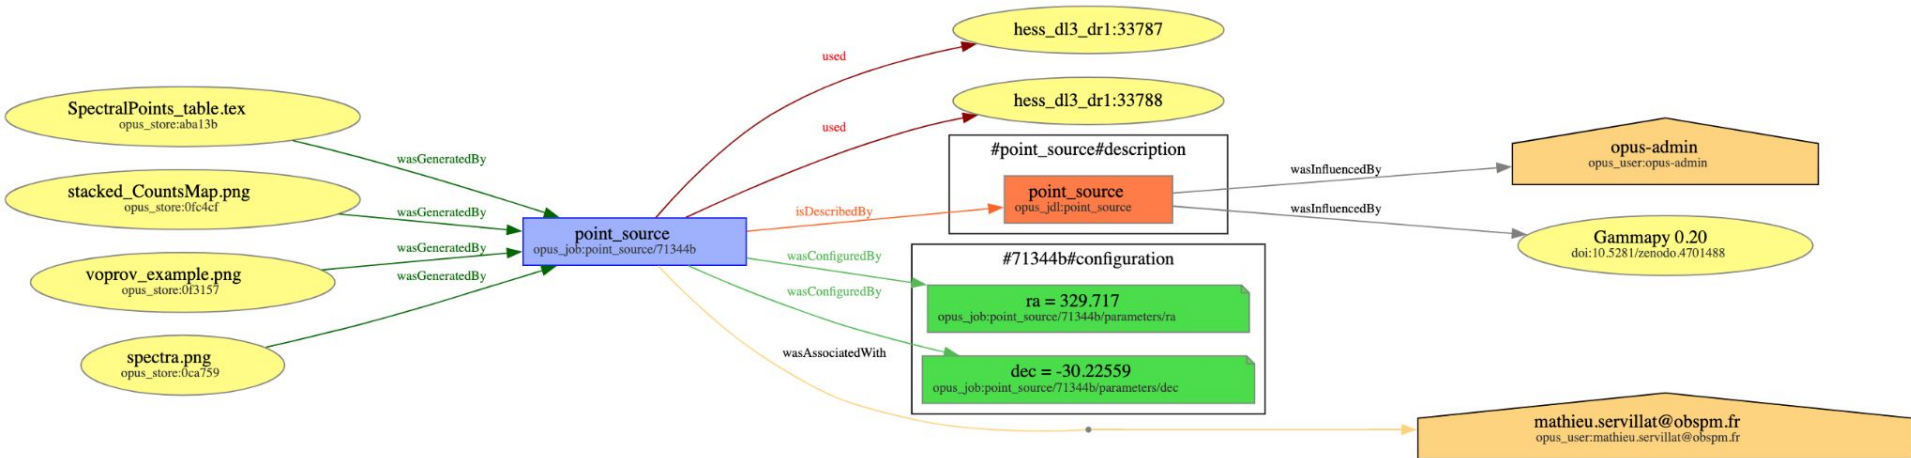 SpectralPoints_table.tex
opus_store:aba13b
stacked_CountsMap.png
opus_store:0fc4cf
voprov_example.png
opus_store:0f3157
spectra.png
opus_store:0ca759
wasGeneratedBy
wasGeneratedBy
wasGeneratedBy
wasGeneratedBy
point_source
opus_job:point_source/71344b
used
used
isDescribedBy
wasConfiguredBy
wasConfiguredBy
wasAssociatedWith
hess_dl3_dr1:33787
hess_dl3_dr1:33788
#point_source#description
point_source
opus_jdl:point_source
#71344b#configuration
ra = 329.717
opus_job:point_source/71344b/parameters/ra
dec = -30.22559
opus_job:point_source/71344b/parameters/dec
wasInfluencedBy
wasInfluencedBy
opus-admin
opus_user:opus-admin
Gammapy 0.20
doi:10.5281/zenodo.4701488
mathieu.servillat@obspm.fr
opus_user:mathieu.servillat@obspm.fr